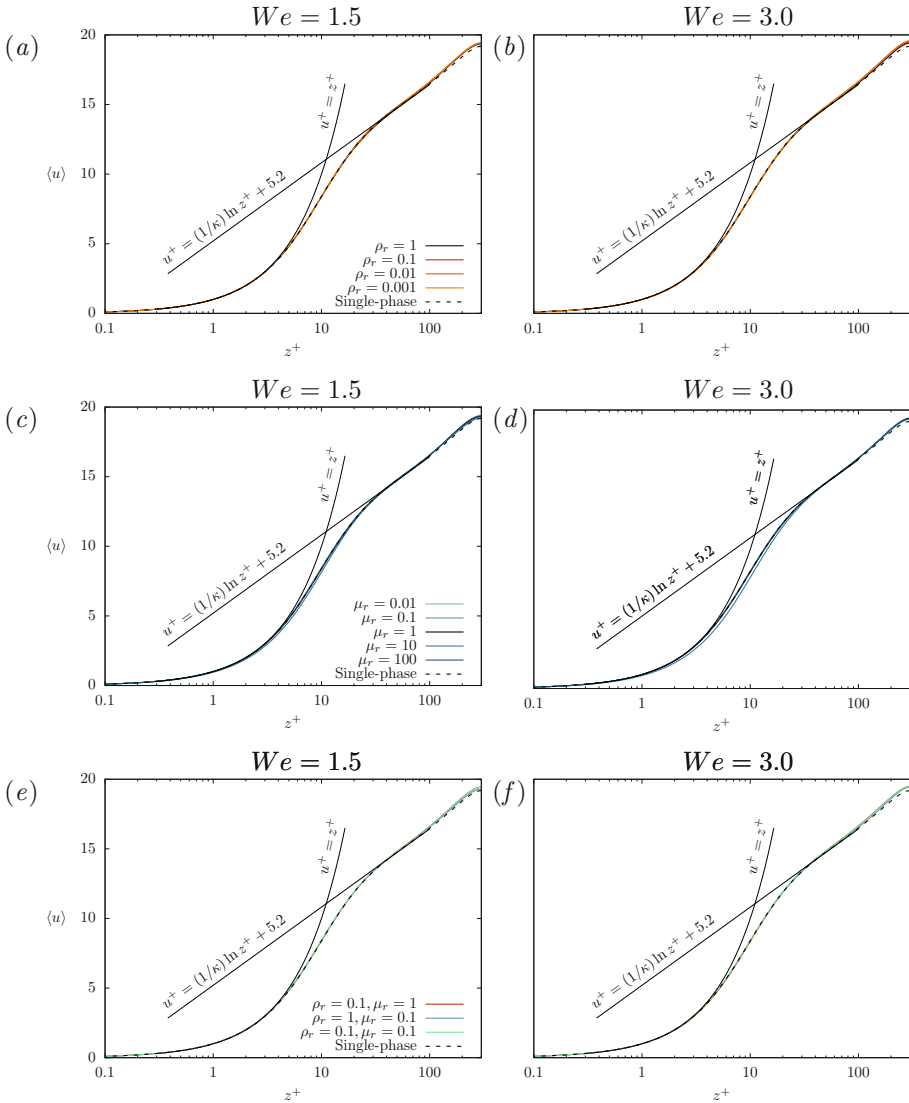 We = 1.5
We = 3.0
(a)
20
15
10
5
0
⟨u⟩
u⁺ = z⁺
u⁺ = (1/κ) ln z⁺ + 5.2
ρr = 1
ρr = 0.1
ρr = 0.01
ρr = 0.001
Single-phase
0.1 1 10 100
z⁺
(b)
u⁺ = z⁺
u⁺ = (1/κ) ln z⁺ + 5.2
0.1 1 10 100
z⁺
We = 1.5
We = 3.0
(c)
20
15
10
5
0
⟨u⟩
u⁺ = z⁺
u⁺ = (1/κ) ln z⁺ + 5.2
μr = 0.01
μr = 0.1
μr = 1
μr = 10
μr = 100
Single-phase
0.1 1 10 100
z⁺
(d)
u⁺ = z⁺
u⁺ = (1/κ) ln z⁺ + 5.2
0.1 1 10 100
z⁺
We = 1.5
We = 3.0
(e)
20
15
10
5
0
⟨u⟩
u⁺ = z⁺
u⁺ = (1/κ) ln z⁺ + 5.2
ρr = 0.1, μr = 1
ρr = 1, μr = 0.1
ρr = 0.1, μr = 0.1
Single-phase
0.1 1 10 100
z⁺
(f)
u⁺ = z⁺
u⁺ = (1/κ) ln z⁺ + 5.2
0.1 1 10 100
z⁺